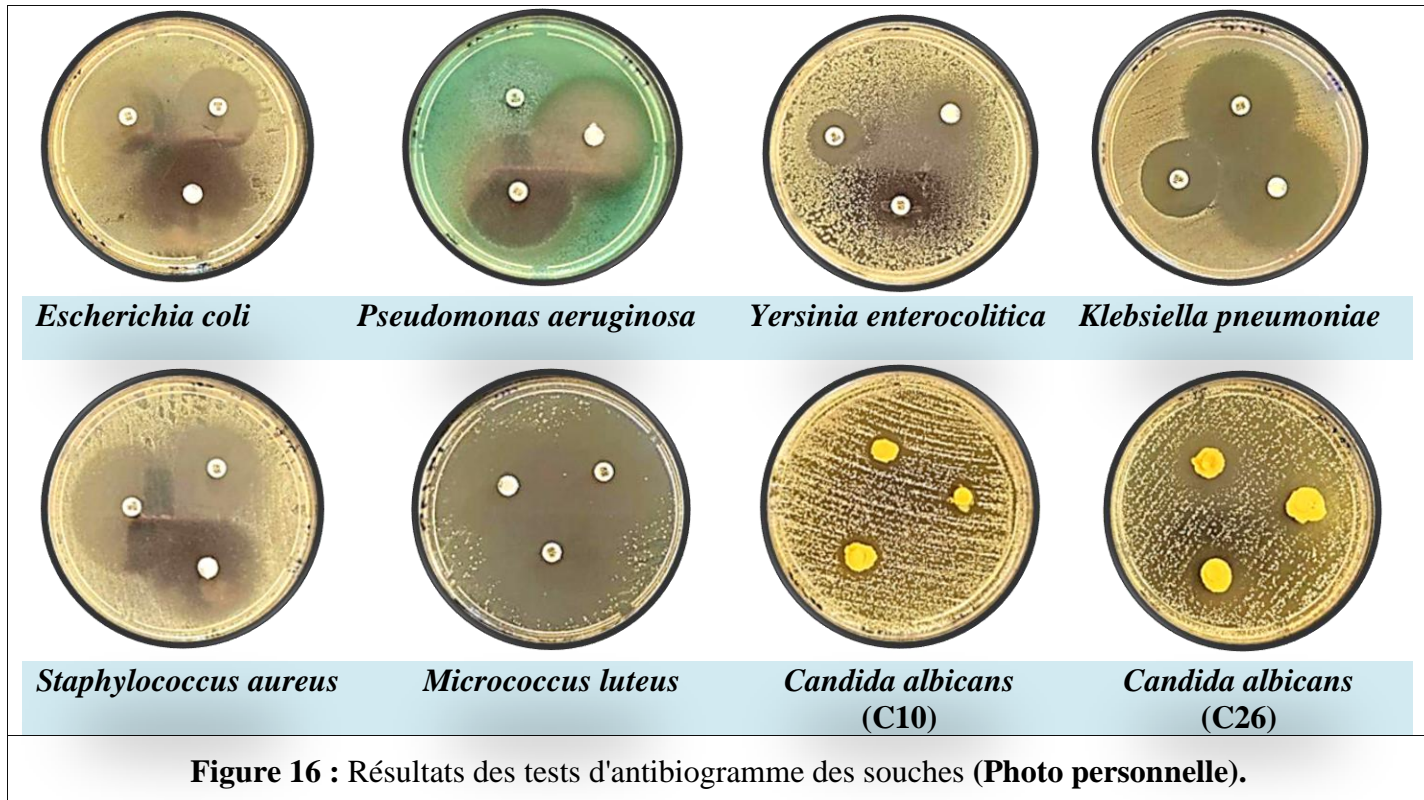 Escherichia coli
Pseudomonas aeruginosa
Yersinia enterocolitica
Klebsiella pneumoniae
Staphylococcus aureus
Micrococcus luteus
Candida albicans
(C10)
Candida albicans
(C26)
Figure 16 : Résultats des tests d'antibiogramme des souches (Photo personnelle).